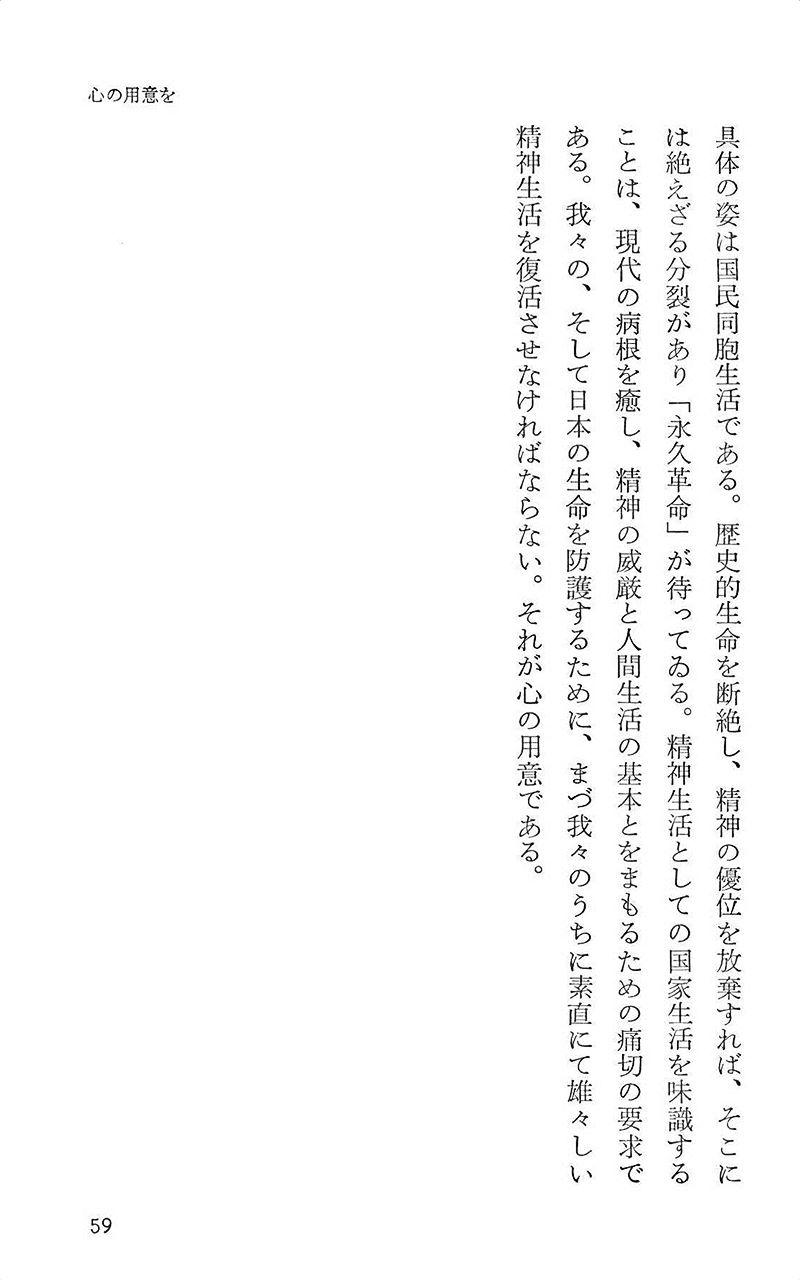 心の用意を
具体の姿は国民同胞生活である。歴史的生命を断絶し、精神の優位を放棄すれば、そこに
は絶えざる分裂があり「永久革命」が待ってゐる。精神生活としての国家生活を味識する
ことは、現代の病根を癒し、精神の威厳と人間生活の基本とをまもるための痛切の要求で
ある。我々の、そして日本の生命を防護するために、まづ我々のうちに素直にて雄々しい
精神生活を復活させなければならない。それが心の用意である。
59